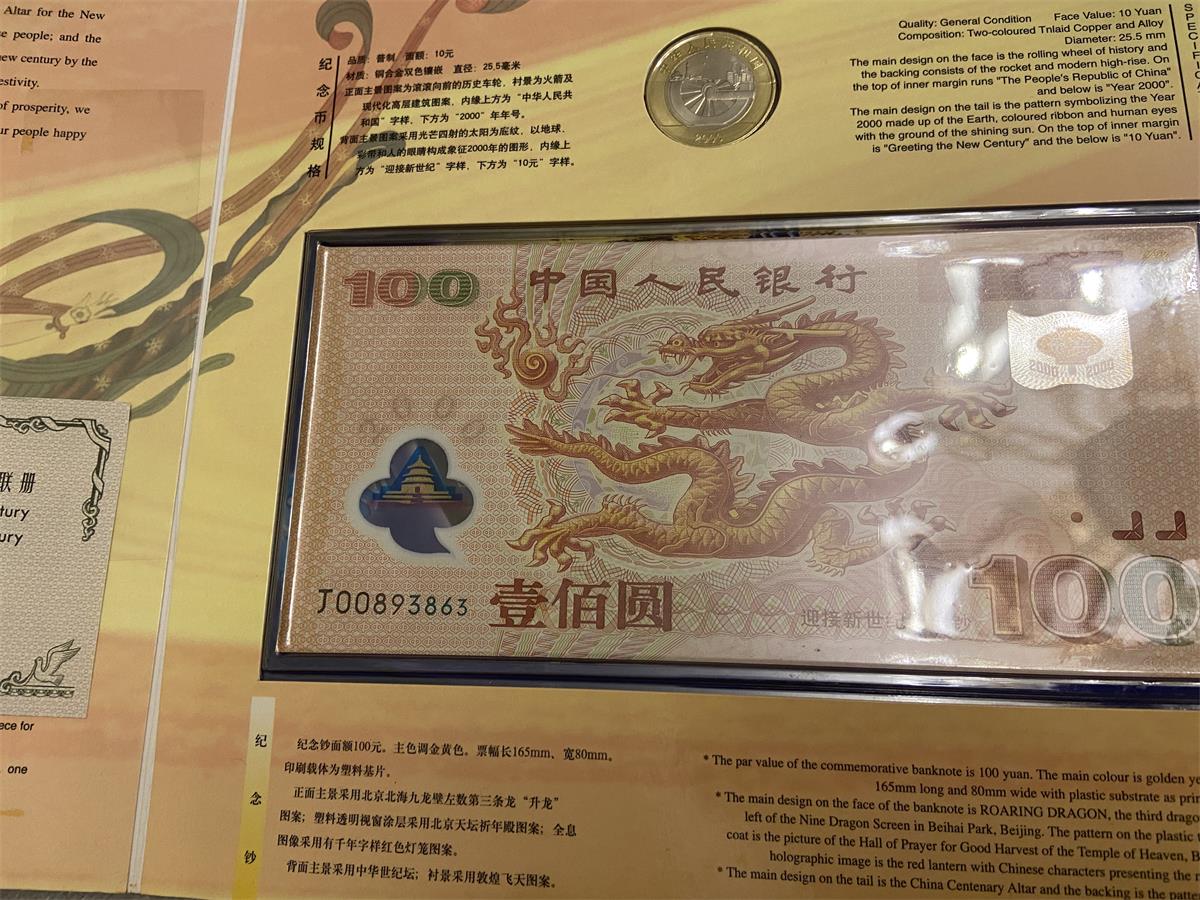 Altar for the New
e people; and the
new century by the
estivity.
of prosperity, we
ur people happy
联册
tury
ury
ece for
, one
纪念币规格
品质：普制 面额：10元
材质：铜合金双色镶嵌 直径：25.5毫米
正面主景图案为滚滚向前的历史车轮，衬景为火箭及
现代化高层建筑图案，内缘上方为“中华人民共
和国”字样，下方为“2000”年年号。
背面主景图案采用光芒四射的太阳为底纹，以地球、
彩带和人的眼睛构成象征2000年的图形，内缘上
方为“迎接新世纪”字样，下方为“10元”字样。
中华人民共和国
2000
Quality: General Condition Face Value: 10 Yuan
Composition: Two-coloured Tnlaid Copper and Alloy
Diameter: 25.5 mm
The main design on the face is the rolling wheel of history and
the backing consists of the rocket and modern high-rise. On
the top of inner margin runs "The People's Republic of China"
and below is "Year 2000".
The main design on the tail is the pattern symbolizing the Year
2000 made up of the Earth, coloured ribbon and human eyes
with the ground of the shining sun. On the top of inner margin
is "Greeting the New Century" and the below is "10 Yuan".
100 中国人民银行
J00893863
壹佰圆
迎接新世纪
钞
100
纪念钞
纪念钞面额100元。主色调金黄色。票幅长165mm、宽80mm。
印刷载体为塑料基片。
正面主景采用北京北海九龙壁左数第三条龙“升龙”
图案；塑料透明视窗涂层采用北京天坛祈年殿图案；全息
图像采用有千年字样红色灯笼图案。
背面主景采用中华世纪坛；衬景采用敦煌飞天图案。
* The par value of the commemorative banknote is 100 yuan. The main colour is golden ye
165mm long and 80mm wide with plastic substrate as prin
* The main design on the face of the banknote is ROARING DRAGON, the third drago
left of the Nine Dragon Screen in Beihai Park, Beijing. The pattern on the plastic t
coat is the picture of the Hall of Prayer for Good Harvest of the Temple of Heaven, B
holographic image is the red lantern with Chinese characters presenting the
* The main design on the tail is the China Centenary Altar and the backing is the patter